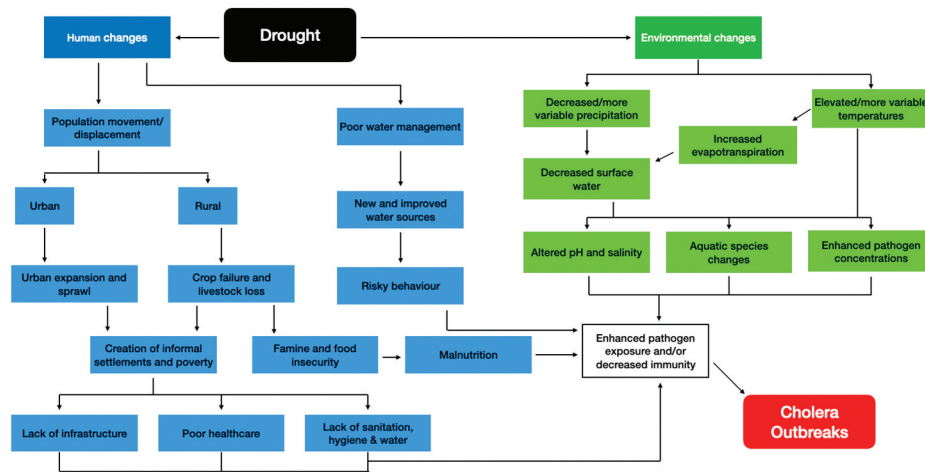 Human changes
Drought
Environmental changes
Population movement/
displacement
Poor water management
Decreased/more
variable precipitation
Elevated/more variable
temperatures
Increased
evapotranspiration
Decreased surface
water
Urban
Rural
New and improved
water sources
Altered pH and salinity
Aquatic species
changes
Enhanced pathogen
concentrations
Urban expansion and
sprawl
Crop failure and
livestock loss
Risky behaviour
Creation of informal
settlements and poverty
Famine and food
insecurity
Malnutrition
Enhanced pathogen
exposure and/or
decreased immunity
Lack of infrastructure
Poor healthcare
Lack of sanitation,
hygiene & water
Cholera
Outbreaks